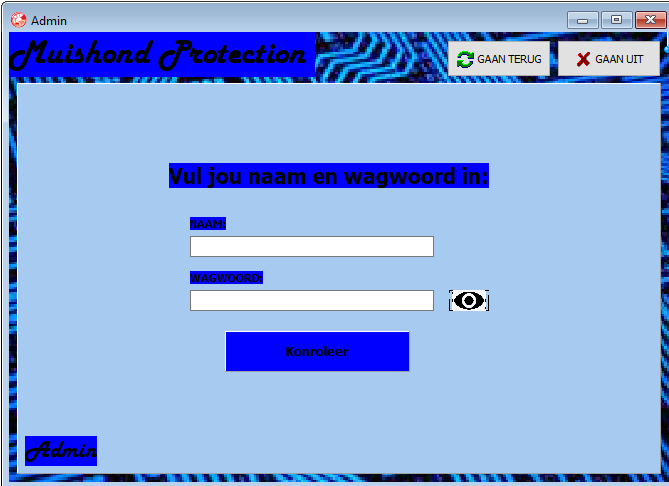 Admin
Muishond Protection
GAAN TERUG
GAAN UIT
Vul jou naam en wagwoord in:
NAAM:
WAGWOORD:
Konroleer
Admin